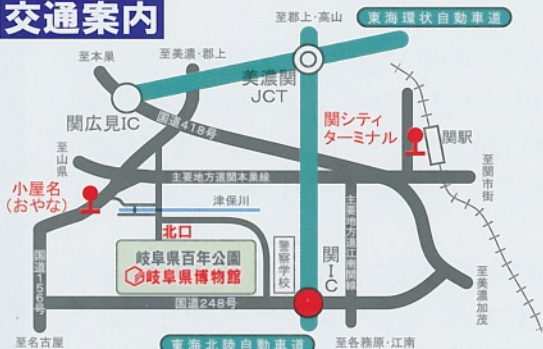 交通案内
至郡上・高山
東海環状自動車道
至本巣
至美濃・郡上
美濃関
JCT
関広見IC
国道418号
関シティ
ターミナル
関駅
至山県
主要地方道関本巣線
至関市街
小屋名
(おやな)
津保川
北口
主要地方道江南関線
岐阜県百年公園
岐阜県博物館
警察学校
関IC
国道156号
国道248号
至美濃加茂
至名古屋
東海北陸自動車道
至各務原・江南